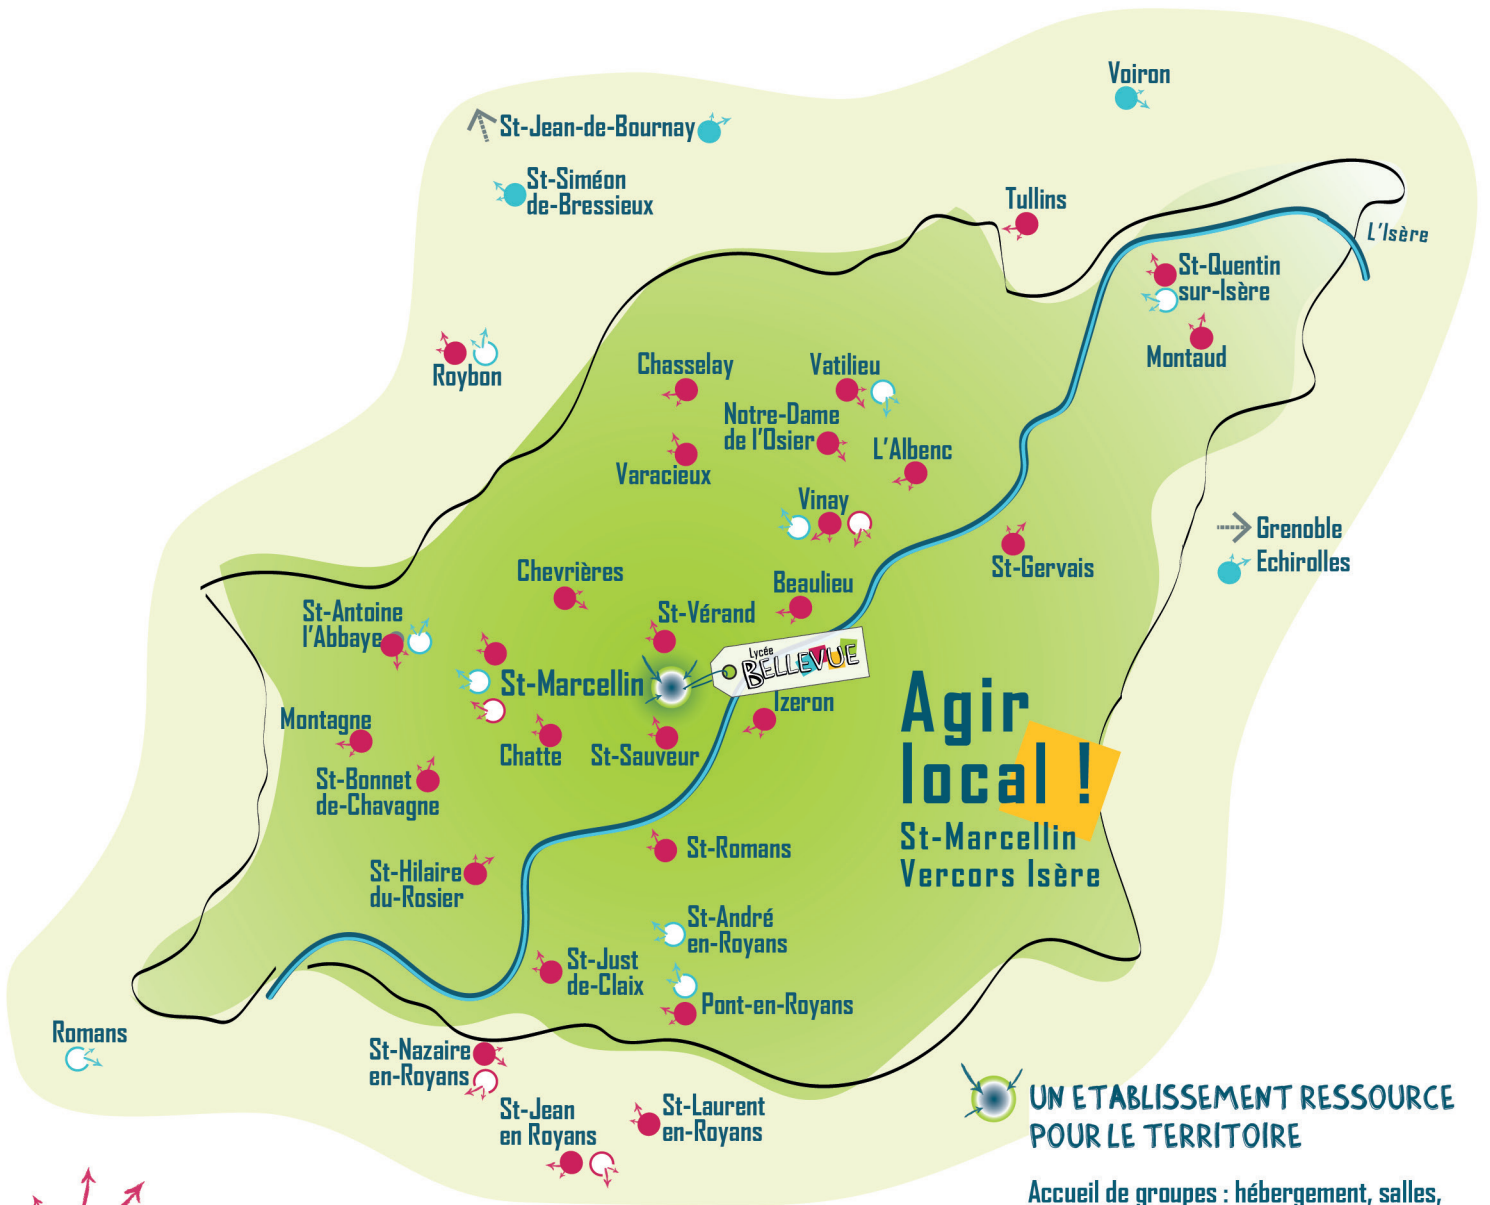 Voiron
St-Jean-de-Bournay
St-Siméon
de-Bressieux
Tullins
L'Isère
St-Quentin
sur-Isère
Montaud
Roybon
Chasselay
Vatilieu
Notre-Dame
de l'Osier
L'Albenc
Varacieux
Vinay
Grenoble
Echirolles
St-Gervais
Chevrières
Beaulieu
St-Antoine
l'Abbaye
St-Vérand
Lycée
BELLEVUE
St-Marcellin
Izeron
Montagne
Chatte
St-Sauveur
St-Bonnet
de-Chavagne
Agir
local !
St-Marcellin
Vercors Isère
St-Romans
St-Hilaire
du-Rosier
St-André
en-Royans
St-Just
de-Claix
Pont-en-Royans
Romans
St-Nazaire
en-Royans
St-Jean
en Royans
St-Laurent
en-Royans
UN ETABLISSEMENT RESSOURCE
POUR LE TERRITOIRE
Accueil de groupes : hébergement, salles,